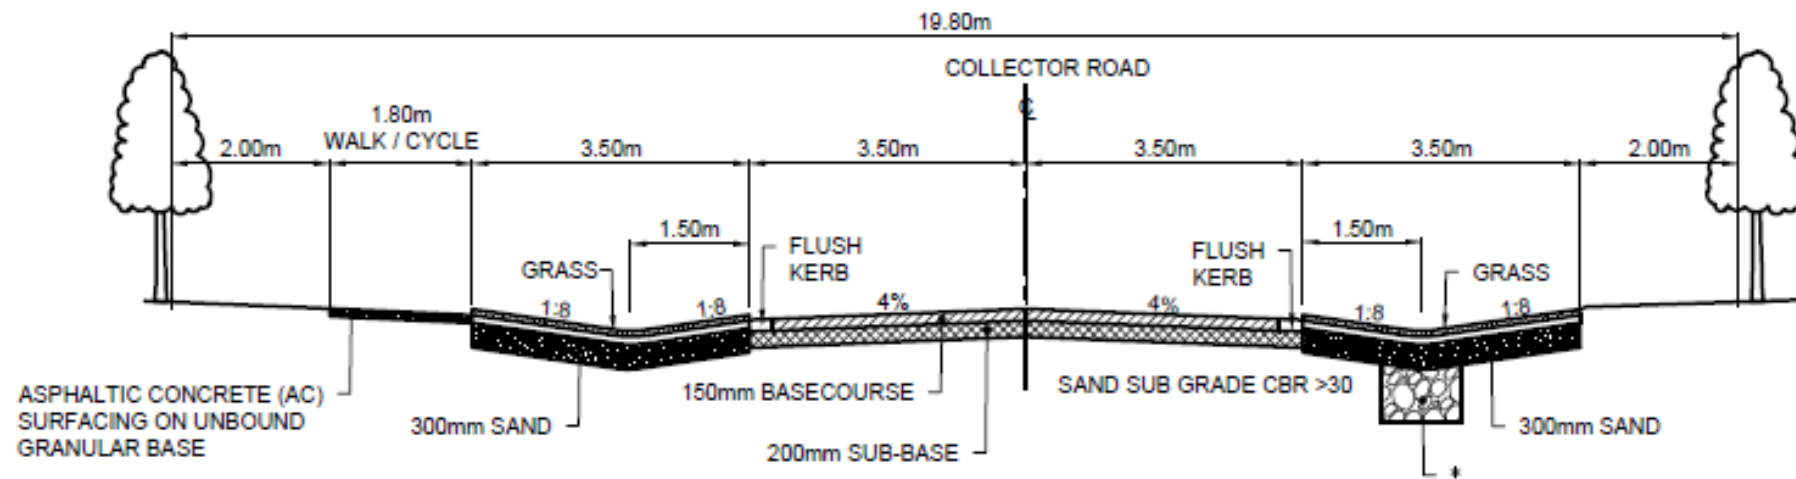 19.80m
COLLECTOR ROAD
℄
1.80m
WALK / CYCLE
2.00m
3.50m
3.50m
3.50m
3.50m
2.00m
1.50m
1.50m
FLUSH
KERB
FLUSH
KERB
GRASS
GRASS
1:8
1:8
4%
4%
1:8
1:8
ASPHALTIC CONCRETE (AC)
SURFACING ON UNBOUND
GRANULAR BASE
300mm SAND
150mm BASECOURSE
200mm SUB-BASE
SAND SUB GRADE CBR >30
300mm SAND
*